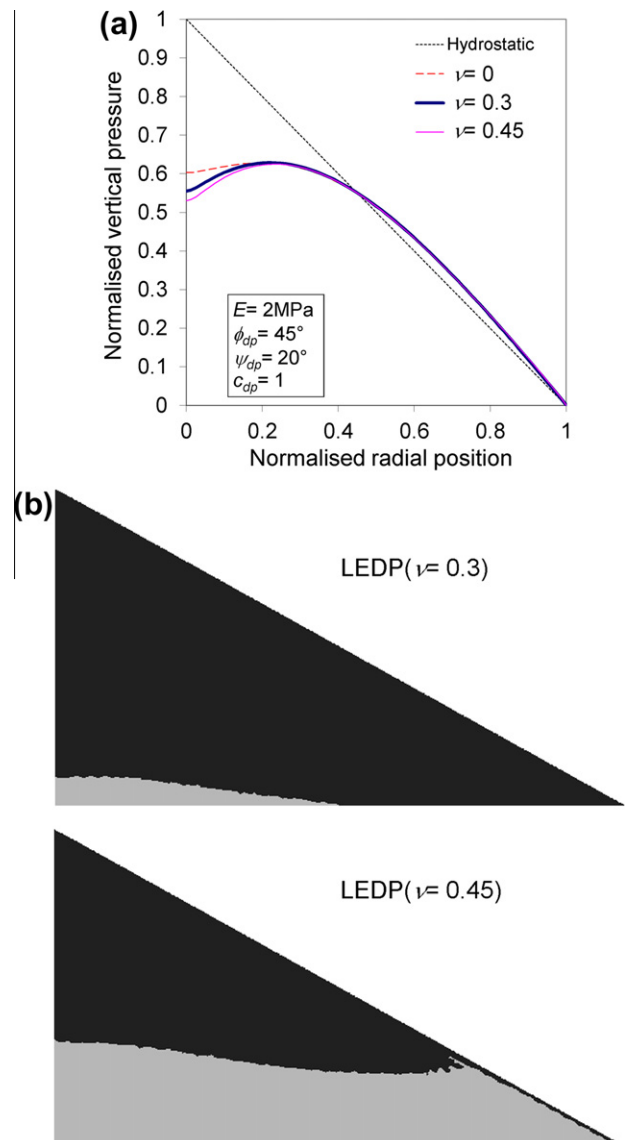 (a)
1
0.9
0.8
0.7
0.6
0.5
0.4
0.3
0.2
0.1
0
Normalised vertical pressure
Hydrostatic
ν= 0
ν= 0.3
ν= 0.45
E= 2MPa
ϕdp= 45°
ψdp= 20°
cdp= 1
0 0.2 0.4 0.6 0.8 1
Normalised radial position
(b)
LEDP(ν= 0.3)
LEDP(ν= 0.45)